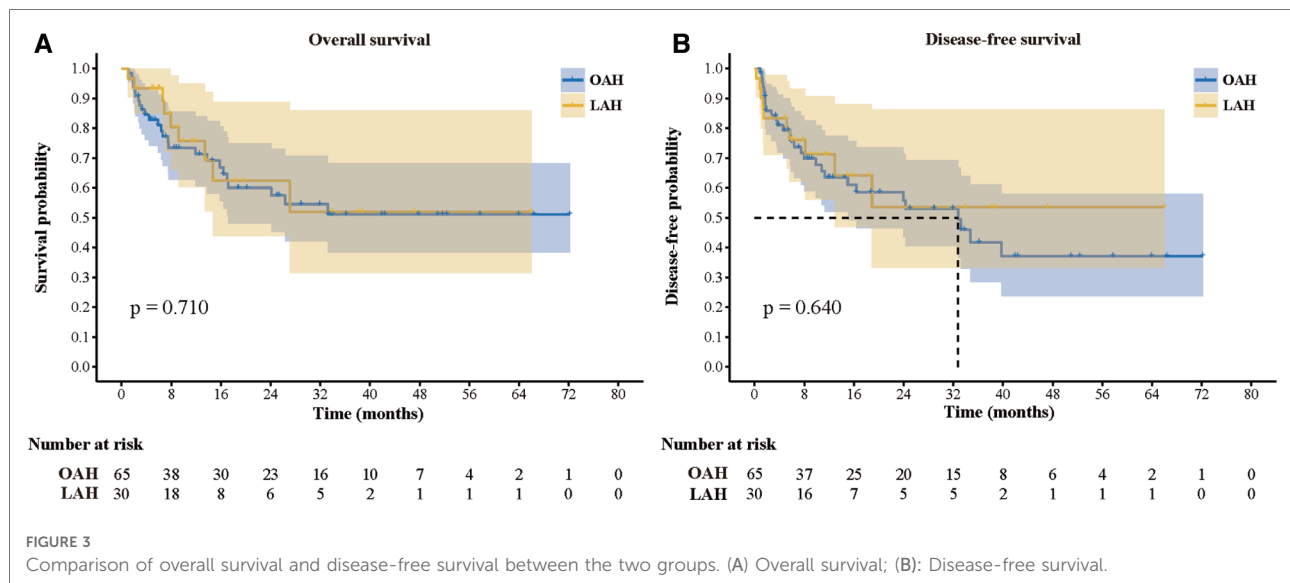 A
Overall survival
OAH
LAH
Survival probability
1.0
0.9
0.8
0.7
0.6
0.5
0.4
0.3
0.2
0.1
0.0
p = 0.710
0 8 16 24 32 40 48 56 64 72 80
Time (months)
Number at risk
OAH 65 38 30 23 16 10 7 4 2 1 0
LAH 30 18 8 6 5 2 1 1 1 0 0
B
Disease-free survival
OAH
LAH
Disease-free probability
1.0
0.9
0.8
0.7
0.6
0.5
0.4
0.3
0.2
0.1
0.0
p = 0.640
0 8 16 24 32 40 48 56 64 72 80
Time (months)
Number at risk
OAH 65 37 25 20 15 8 6 4 2 1 0
LAH 30 16 7 5 5 2 1 1 1 0 0
FIGURE 3
Comparison of overall survival and disease-free survival between the two groups. (A) Overall survival; (B): Disease-free survival.